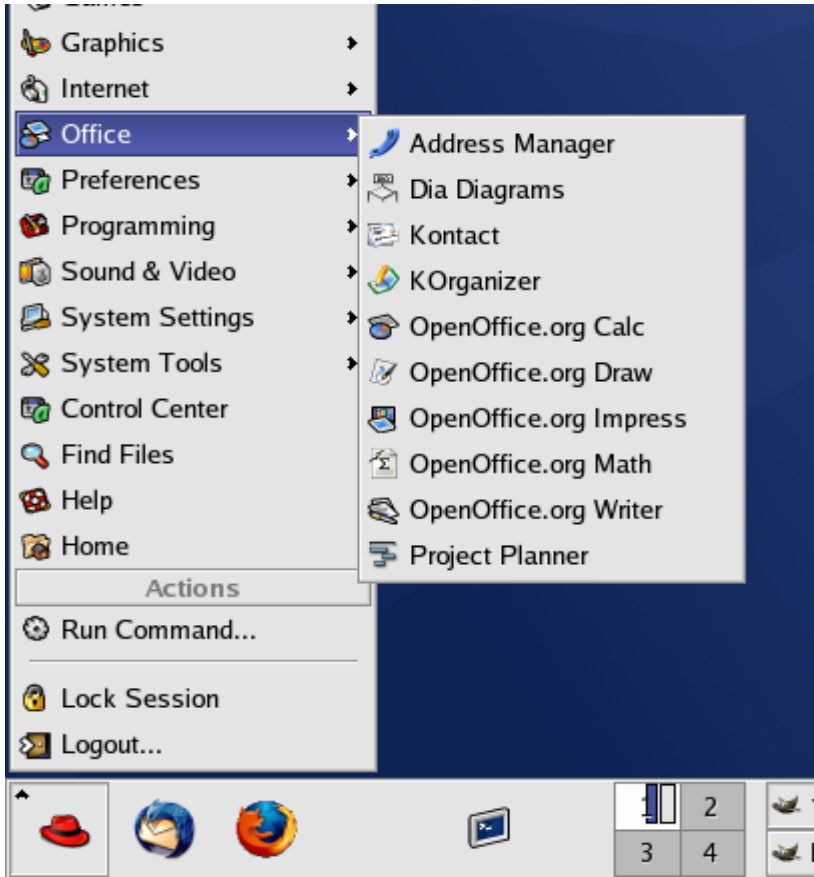 Games
Graphics
Internet
Office
Preferences
Programming
Sound & Video
System Settings
System Tools
Control Center
Find Files
Help
Home
Actions
Run Command...
Lock Session
Logout...
Address Manager
Dia Diagrams
Kontact
KOrganizer
OpenOffice.org Calc
OpenOffice.org Draw
OpenOffice.org Impress
OpenOffice.org Math
OpenOffice.org Writer
Project Planner
1 2
3 4